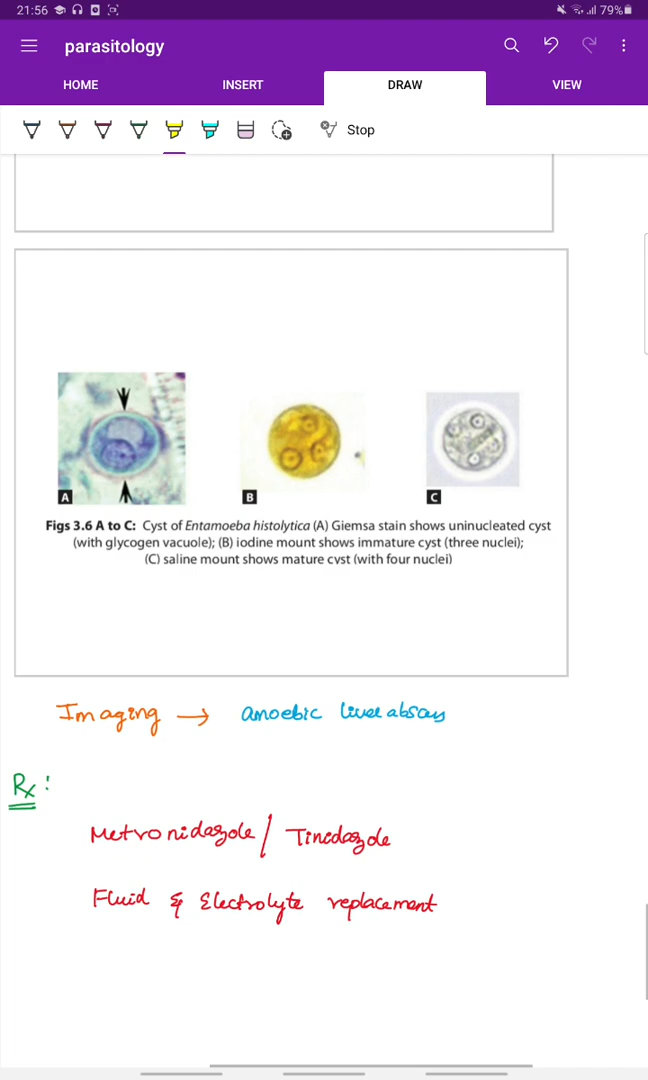 21:56 79%
parasitology
HOME INSERT DRAW VIEW
Stop
A B C
Figs 3.6 A to C: Cyst of Entamoeba histolytica (A) Giemsa stain shows uninucleated cyst
(with glycogen vacuole); (B) iodine mount shows immature cyst (three nuclei);
(C) saline mount shows mature cyst (with four nuclei)
Imaging → amoebic liver
Rx:
Metronidazole / Tinidazole
Fluid & Electrolyte replacement